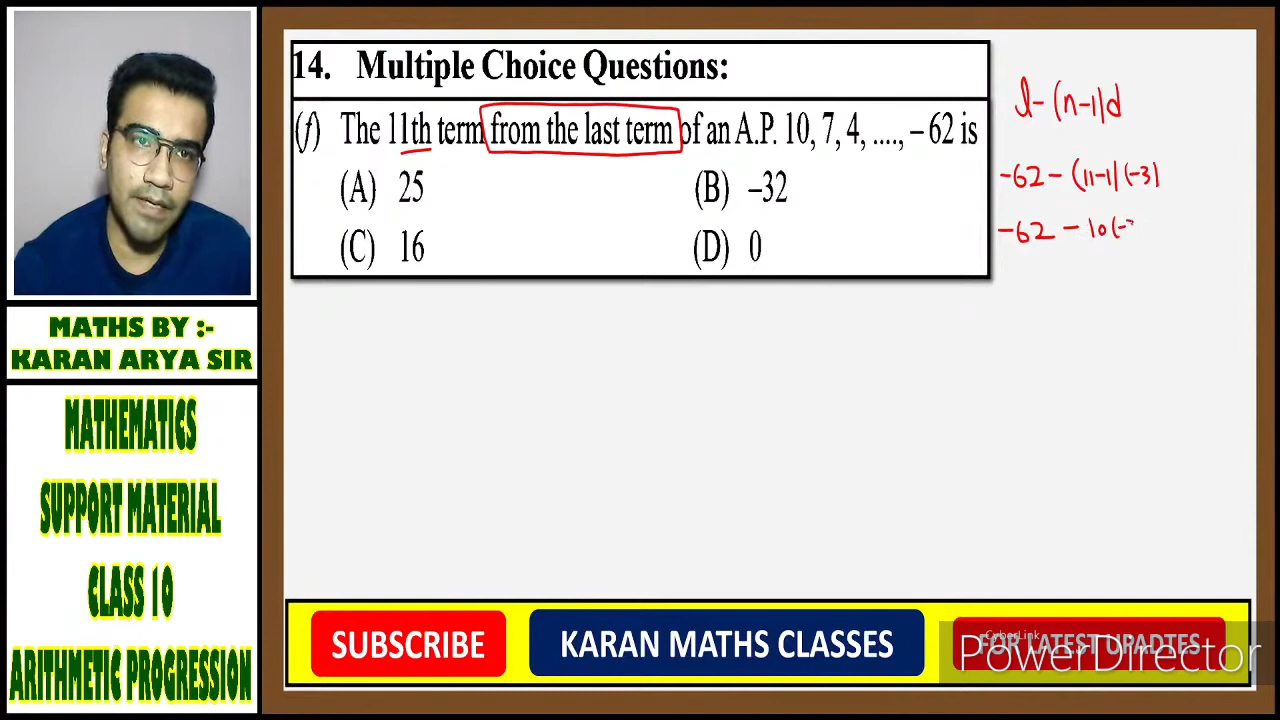 14. Multiple Choice Questions:
(f) The 11th term from the last term of an A.P. 10, 7, 4, ...., – 62 is
(A) 25 (B) –32
(C) 16 (D) 0
l - (n-1)d
-62 - (11-1)(-3)
-62 - 10(-
MATHS BY :-
KARAN ARYA SIR
MATHEMATICS
SUPPORT MATERIAL
CLASS 10
ARITHMETIC PROGRESSION
SUBSCRIBE
KARAN MATHS CLASSES
FOR LATEST UPADTES
CyberLink
PowerDirector